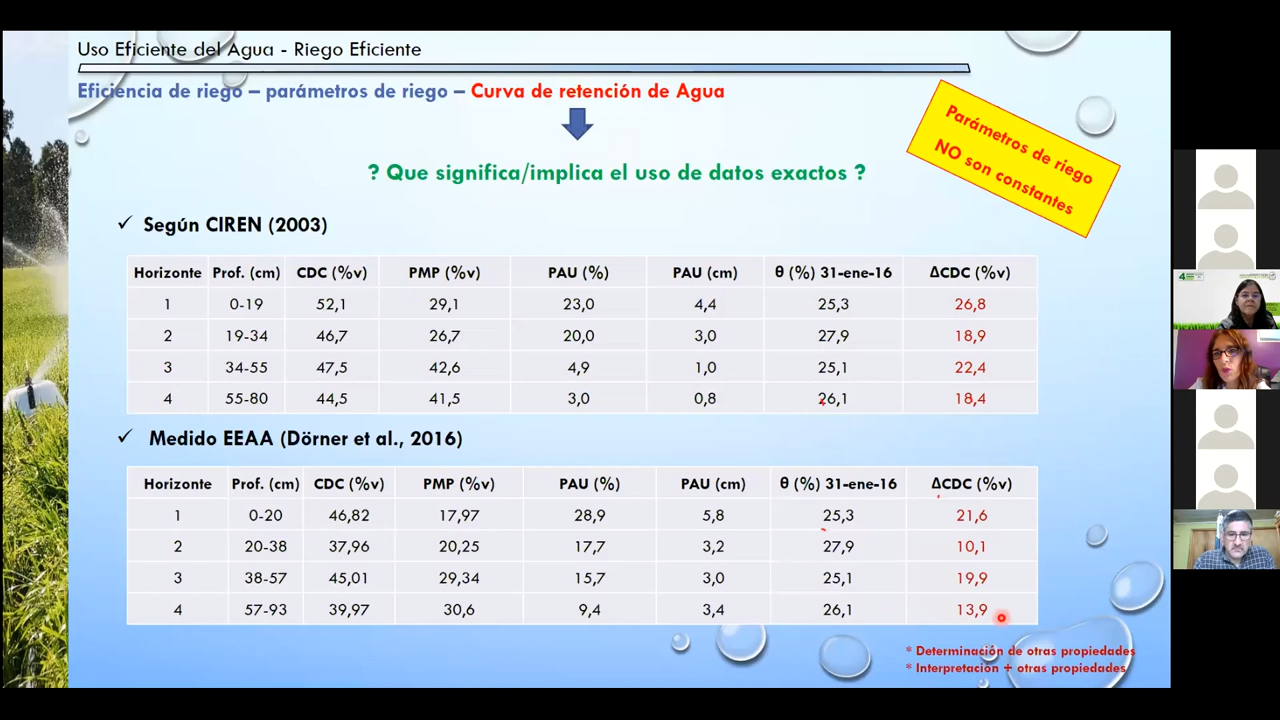 Uso Eficiente del Agua - Riego Eficiente
Eficiencia de riego – parámetros de riego – Curva de retención de Agua
Parámetros de riego
NO son constantes
? Que significa/implica el uso de datos exactos ?
✓ Según CIREN (2003)
Horizonte Prof. (cm) CDC (%v) PMP (%v) PAU (%) PAU (cm) θ (%) 31-ene-16 ΔCDC (%v)
1 0-19 52,1 29,1 23,0 4,4 25,3 26,8
2 19-34 46,7 26,7 20,0 3,0 27,9 18,9
3 34-55 47,5 42,6 4,9 1,0 25,1 22,4
4 55-80 44,5 41,5 3,0 0,8 26,1 18,4
✓ Medido EEAA (Dörner et al., 2016)
Horizonte Prof. (cm) CDC (%v) PMP (%v) PAU (%) PAU (cm) θ (%) 31-ene-16 ΔCDC (%v)
1 0-20 46,82 17,97 28,9 5,8 25,3 21,6
2 20-38 37,96 20,25 17,7 3,2 27,9 10,1
3 38-57 45,01 29,34 15,7 3,0 25,1 19,9
4 57-93 39,97 30,6 9,4 3,4 26,1 13,9
* Determinación de otras propiedades
* Interpretación + otras propiedades